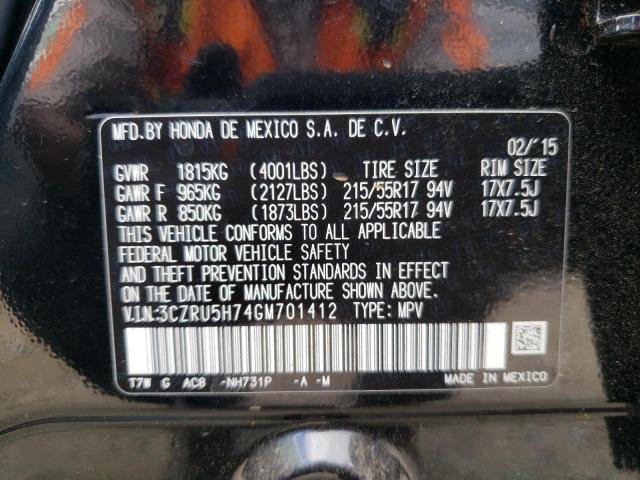 MFD.BY HONDA DE MEXICO S.A. DE C.V.
02/'15
GVWR 1815KG (4001LBS) TIRE SIZE RIM SIZE
GAWR F 965KG (2127LBS) 215/55R17 94V 17X7.5J
GAWR R 850KG (1873LBS) 215/55R17 94V 17X7.5J
THIS VEHICLE CONFORMS TO ALL APPLICABLE
FEDERAL MOTOR VEHICLE SAFETY
AND THEFT PREVENTION STANDARDS IN EFFECT
ON THE DATE OF MANUFACTURE SHOWN ABOVE.
V.I.N:3CZRU5H74GM701412 TYPE: MPV
T7W G AC8 -NH731P -A -M MADE IN MEXICO